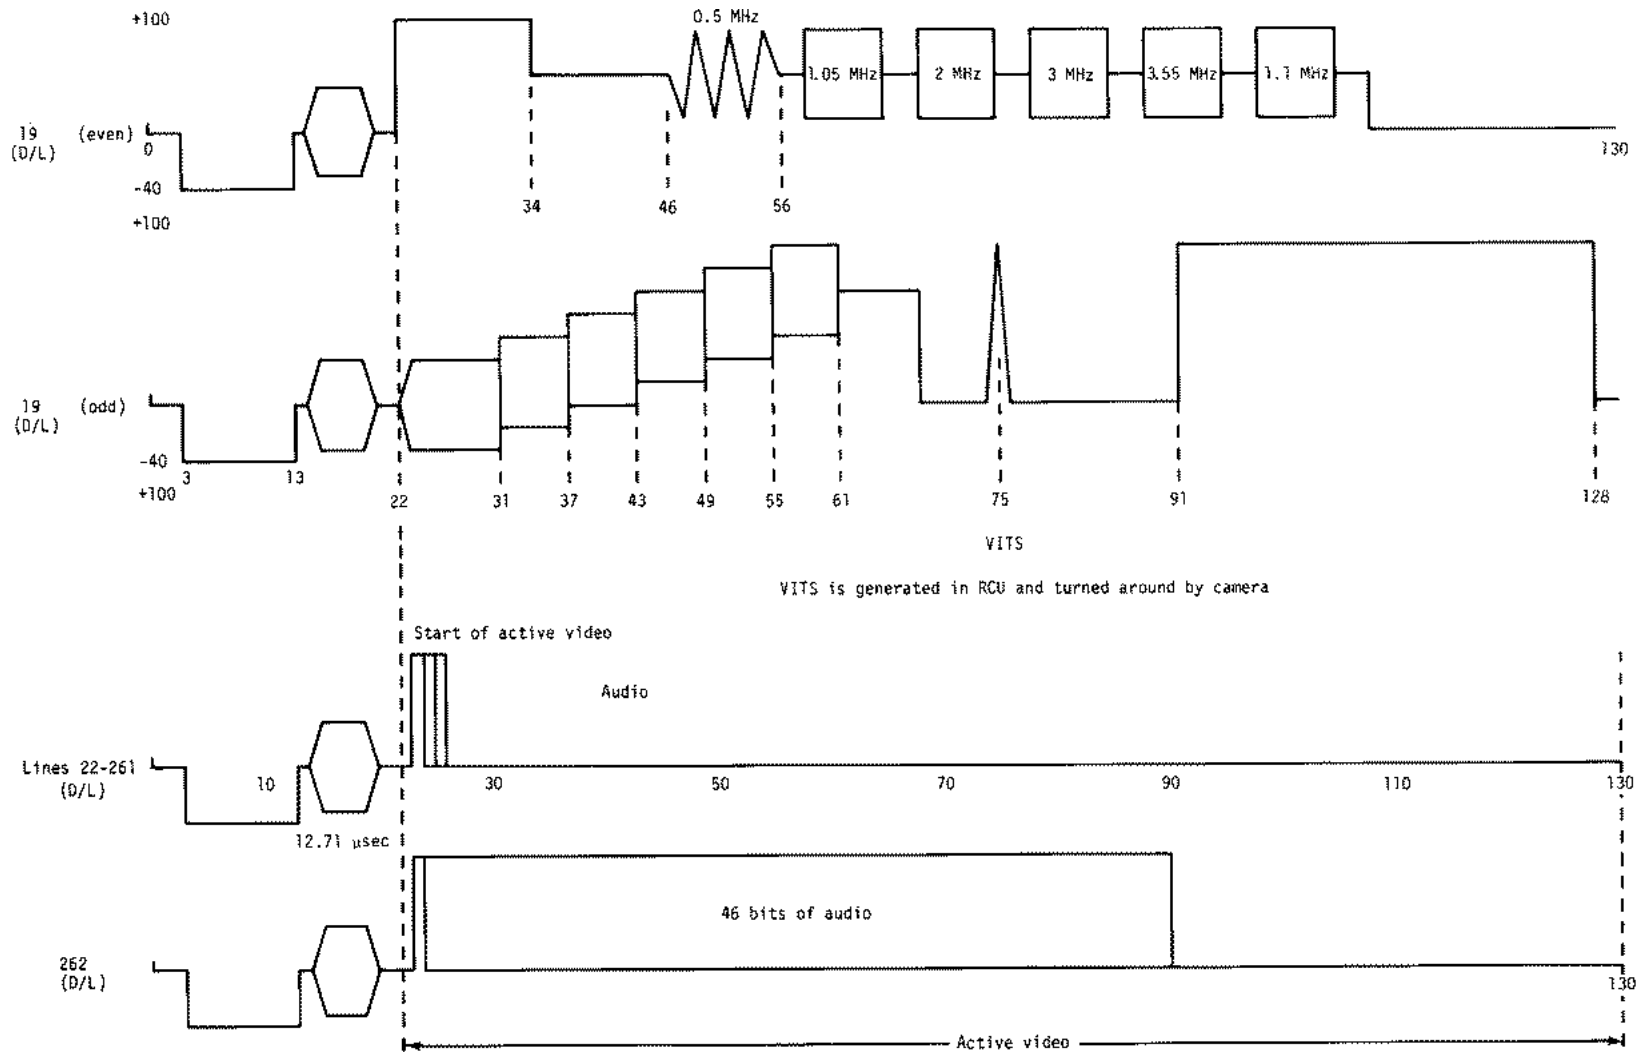 +100
0.5 MHz
1.05 MHz
2 MHz
3 MHz
3.55 MHz
1.1 MHz
19 (even)
(D/L)
0
130
-40
34
46
56
+100
19 (odd)
(D/L)
-40
3
13
+100
22
31
37
43
49
55
61
75
91
128
VITS
VITS is generated in RCU and turned around by camera
Start of active video
Audio
Lines 22-261
(D/L)
10
30
50
70
90
110
130
12.71 μsec
46 bits of audio
262
(D/L)
130
Active video